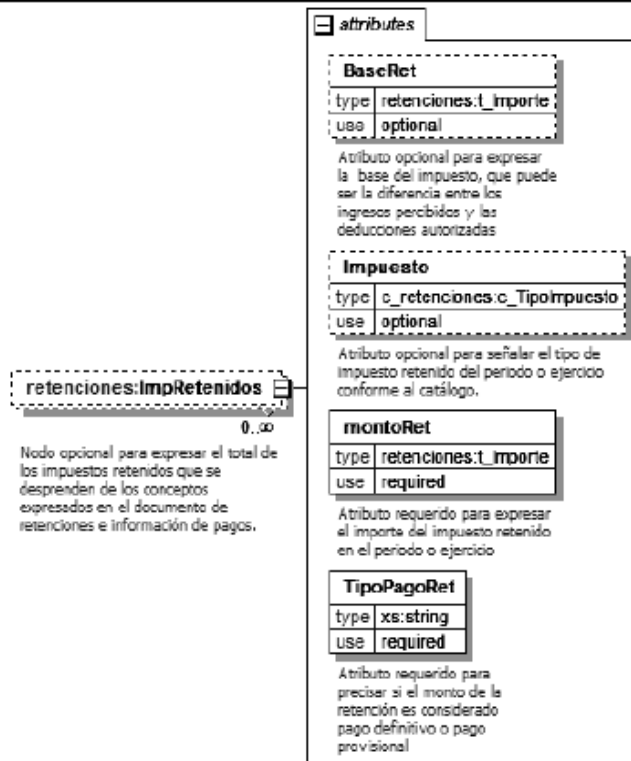 attributes
BaseRet
type retenciones:t_Importe
use optional
Atributo opcional para expresar
la base del impuesto, que puede
ser la diferencia entre los
ingresos percibidos y las
deducciones autorizadas
Impuesto
type c_retenciones:c_TipoImpuesto
use optional
Atributo opcional para señalar el tipo de
impuesto retenido del periodo o ejercicio
conforme al catálogo.
retenciones:ImpRetenidos
0..∞
Nodo opcional para expresar el total de
los impuestos retenidos que se
desprenden de los conceptos
expresados en el documento de
retenciones e información de pagos.
montoRet
type retenciones:t_Importe
use required
Atributo requerido para expresar
el importe del impuesto retenido
en el periodo o ejercicio
TipoPagoRet
type xs:string
use required
Atributo requerido para
precisar si el monto de la
retención es considerado
pago definitivo o pago
provisional